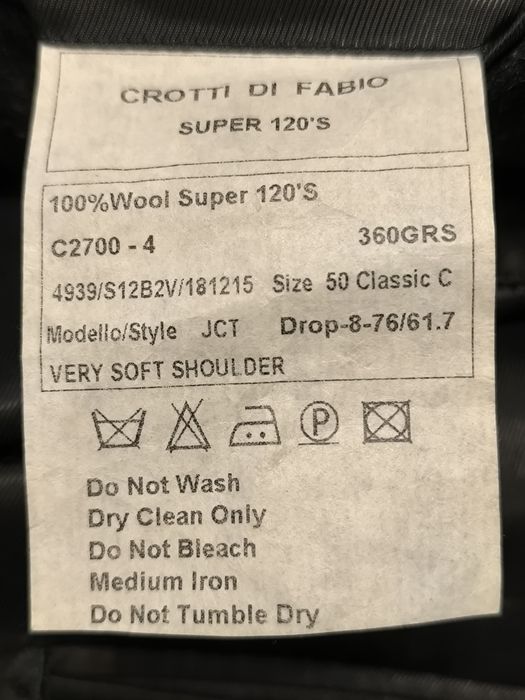 CROTTI DI FABIO
SUPER 120'S
100%Wool Super 120'S
C2700 - 4 360GRS
4939/S12B2V/181215 Size 50 Classic C
Modello/Style JCT Drop-8-76/61.7
VERY SOFT SHOULDER
P
Do Not Wash
Dry Clean Only
Do Not Bleach
Medium Iron
Do Not Tumble Dry